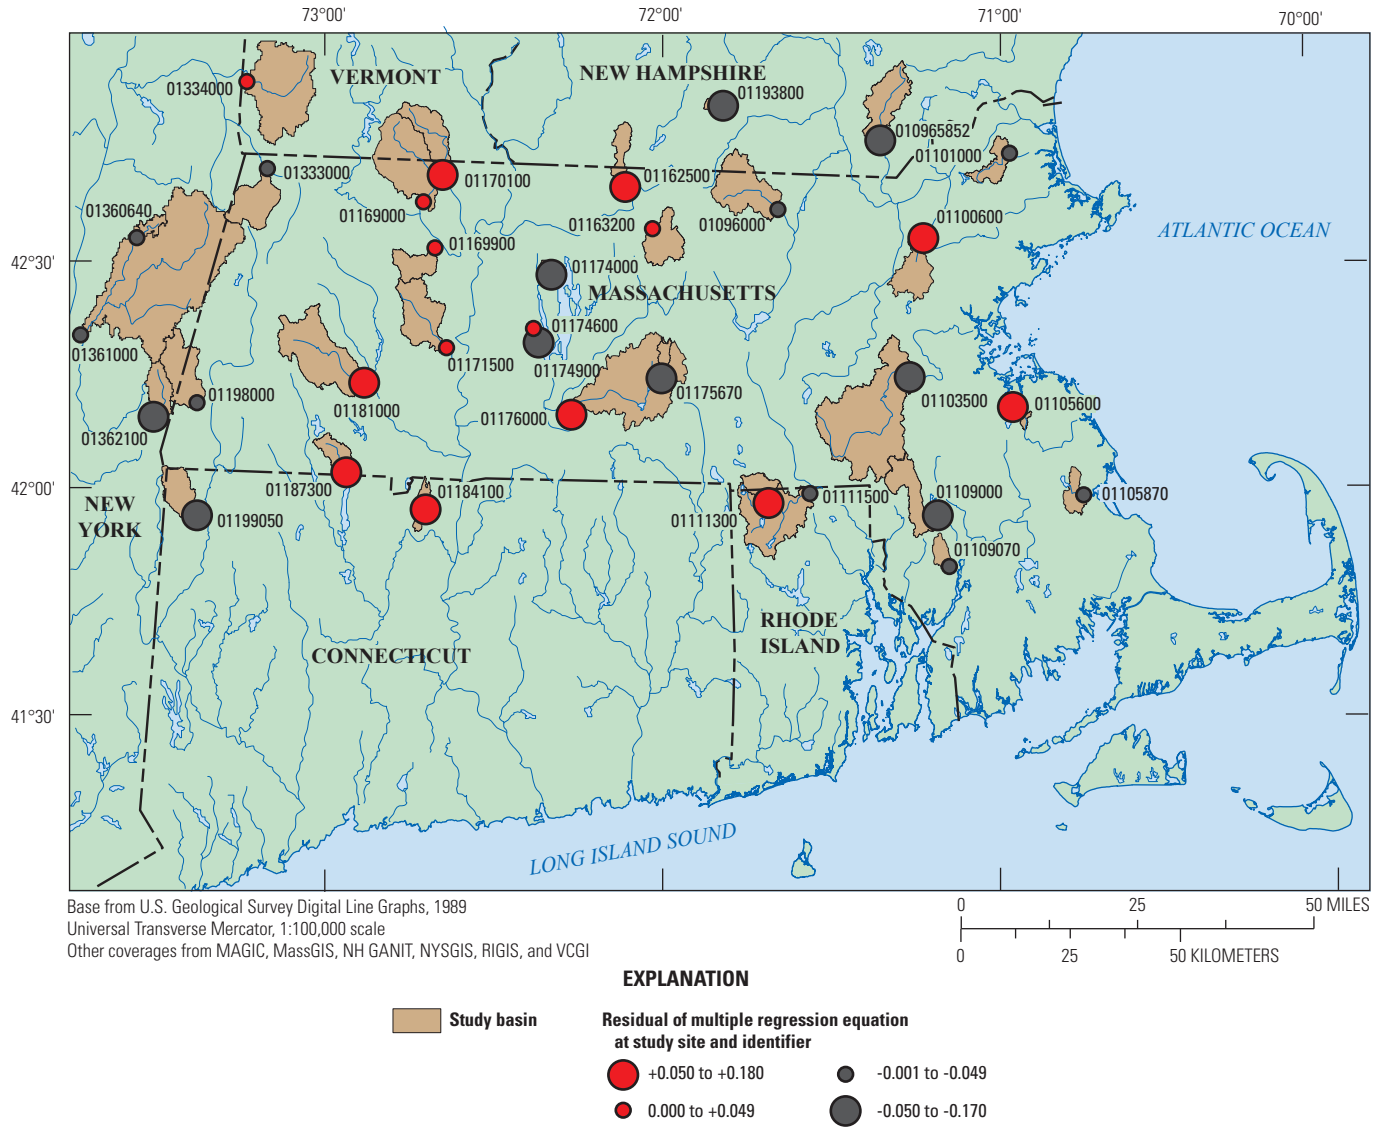 73°00'
72°00'
71°00'
70°00'
VERMONT
NEW HAMPSHIRE
01334000
01193800
010965852
01101000
01333000
01170100
01162500
01360640
01169000
01163200
01096000
01100600
ATLANTIC OCEAN
01169900
42°30'
01174000
MASSACHUSETTS
01174600
01361000
01171500
01174900
01198000
01175670
01103500
01105600
01181000
01176000
01362100
42°00'
01187300
01184100
01111500
01109000
01105870
NEW
YORK
01199050
01111300
01109070
RHODE
ISLAND
CONNECTICUT
41°30'
LONG ISLAND SOUND
Base from U.S. Geological Survey Digital Line Graphs, 1989
Universal Transverse Mercator, 1:100,000 scale
Other coverages from MAGIC, MassGIS, NH GANIT, NYSGIS, RIGIS, and VCGI
0 25 50 MILES
0 25 50 KILOMETERS
EXPLANATION
Study basin
Residual of multiple regression equation
at study site and identifier
+0.050 to +0.180
-0.001 to -0.049
0.000 to +0.049
-0.050 to -0.170